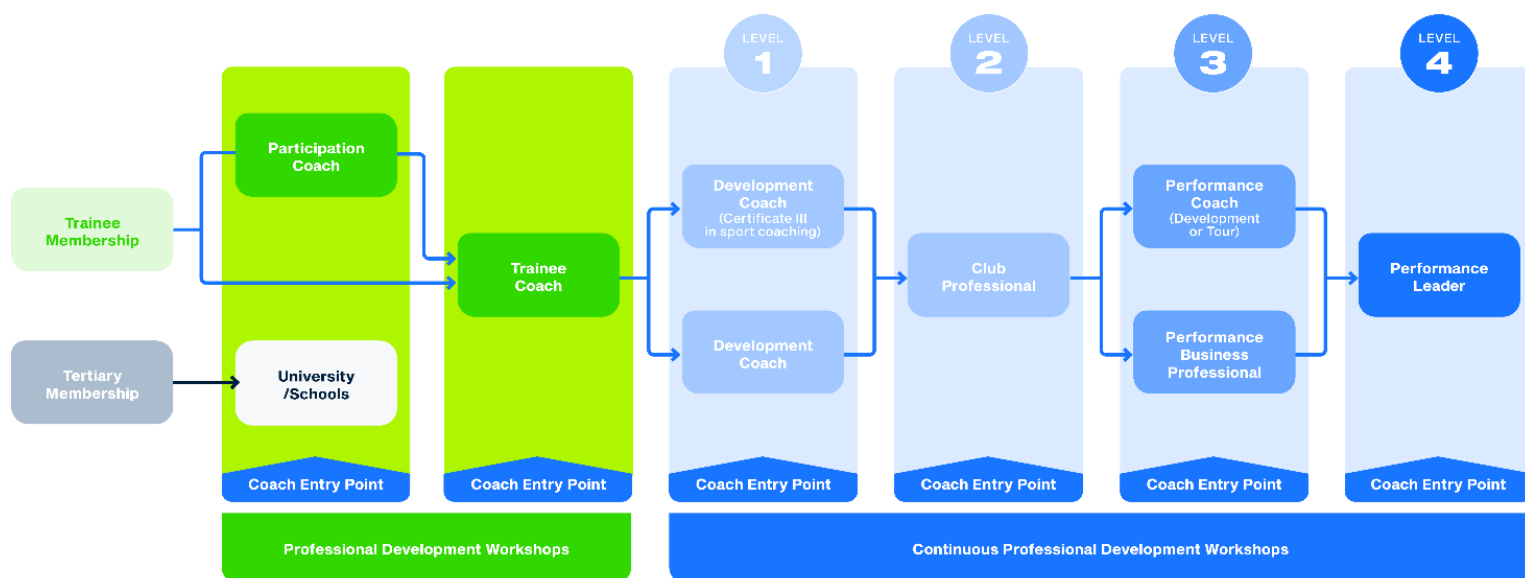 LEVEL
1
LEVEL
2
LEVEL
3
LEVEL
4
Participation
Coach
Trainee
Membership
Trainee
Coach
Development
Coach
(Certificate III
in sport coaching)
Club
Professional
Performance
Coach
(Development
or Tour)
Performance
Leader
Tertiary
Membership
University
/Schools
Development
Coach
Performance
Business
Professional
Coach Entry Point
Coach Entry Point
Coach Entry Point
Coach Entry Point
Coach Entry Point
Coach Entry Point
Professional Development Workshops
Continuous Professional Development Workshops